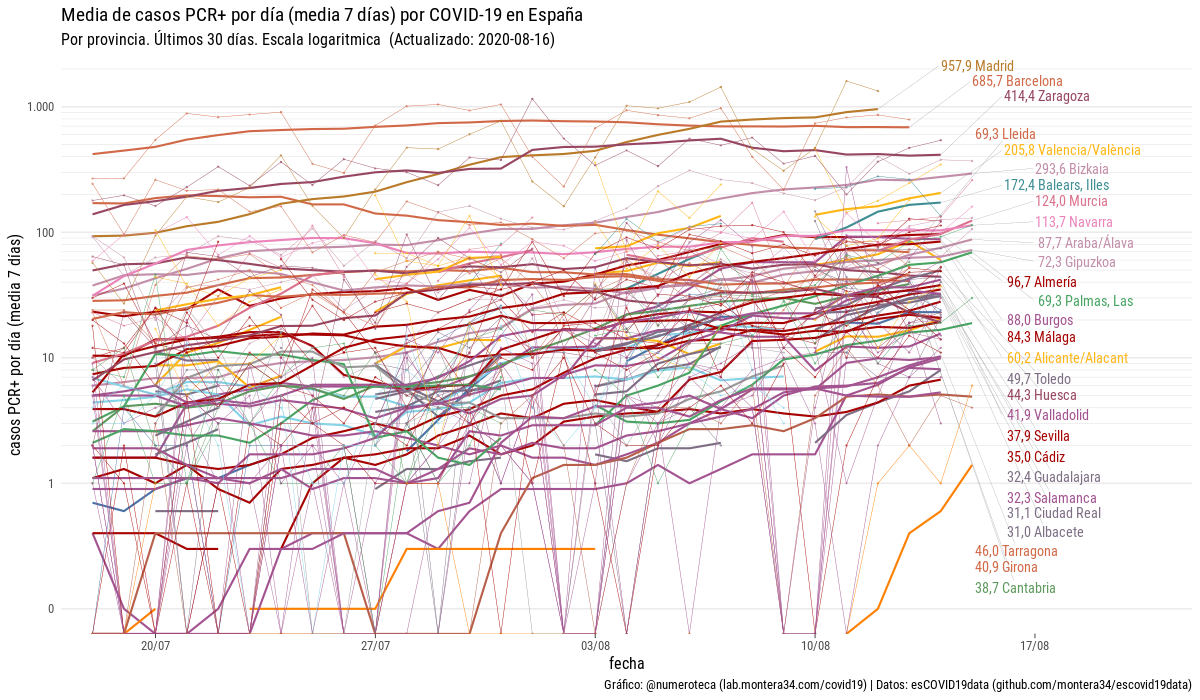 Media de casos PCR+ por día (media 7 días) por COVID-19 en España
Por provincia. Últimos 30 días. Escala logaritmica  (Actualizado: 2020-08-16)
casos PCR+ por día (media  7 días)
1.000
100
10
1
0
957,9 Madrid
685,7 Barcelona
414,4 Zaragoza
69,3 Lleida
205,8 Valencia/València
293,6 Bizkaia
172,4 Balears, Illes
124,0 Murcia
113,7 Navarra
87,7 Araba/Álava
72,3 Gipuzkoa
96,7 Almería
69,3 Palmas, Las
88,0 Burgos
84,3 Málaga
60,2 Alicante/Alacant
49,7 Toledo
44,3 Huesca
41,9 Valladolid
37,9 Sevilla
35,0 Cádiz
32,4 Guadalajara
32,3 Salamanca
31,1 Ciudad Real
31,0 Albacete
46,0 Tarragona
40,9 Girona
38,7 Cantabria
20/07
27/07
03/08
10/08
17/08
fecha
Gráfico: @numeroteca (lab.montera34.com/covid19) | Datos: esCOVID19data (github.com/montera34/escovid19data)